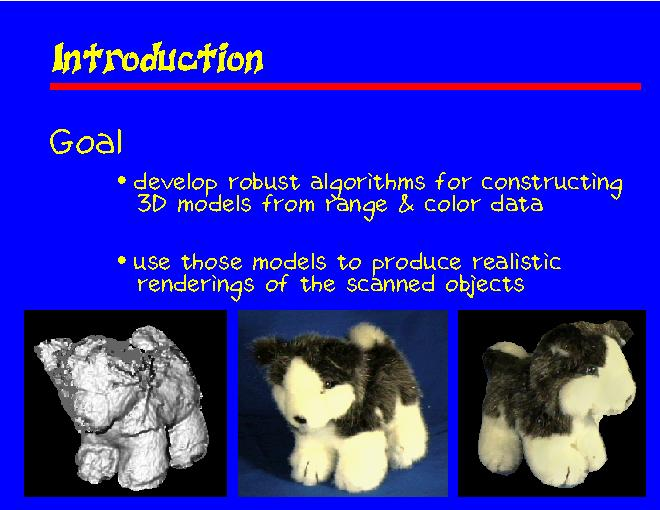 Introduction
Goal
• develop robust algorithms for constructing
3D models from range & color data
• use those models to produce realistic
renderings of the scanned objects